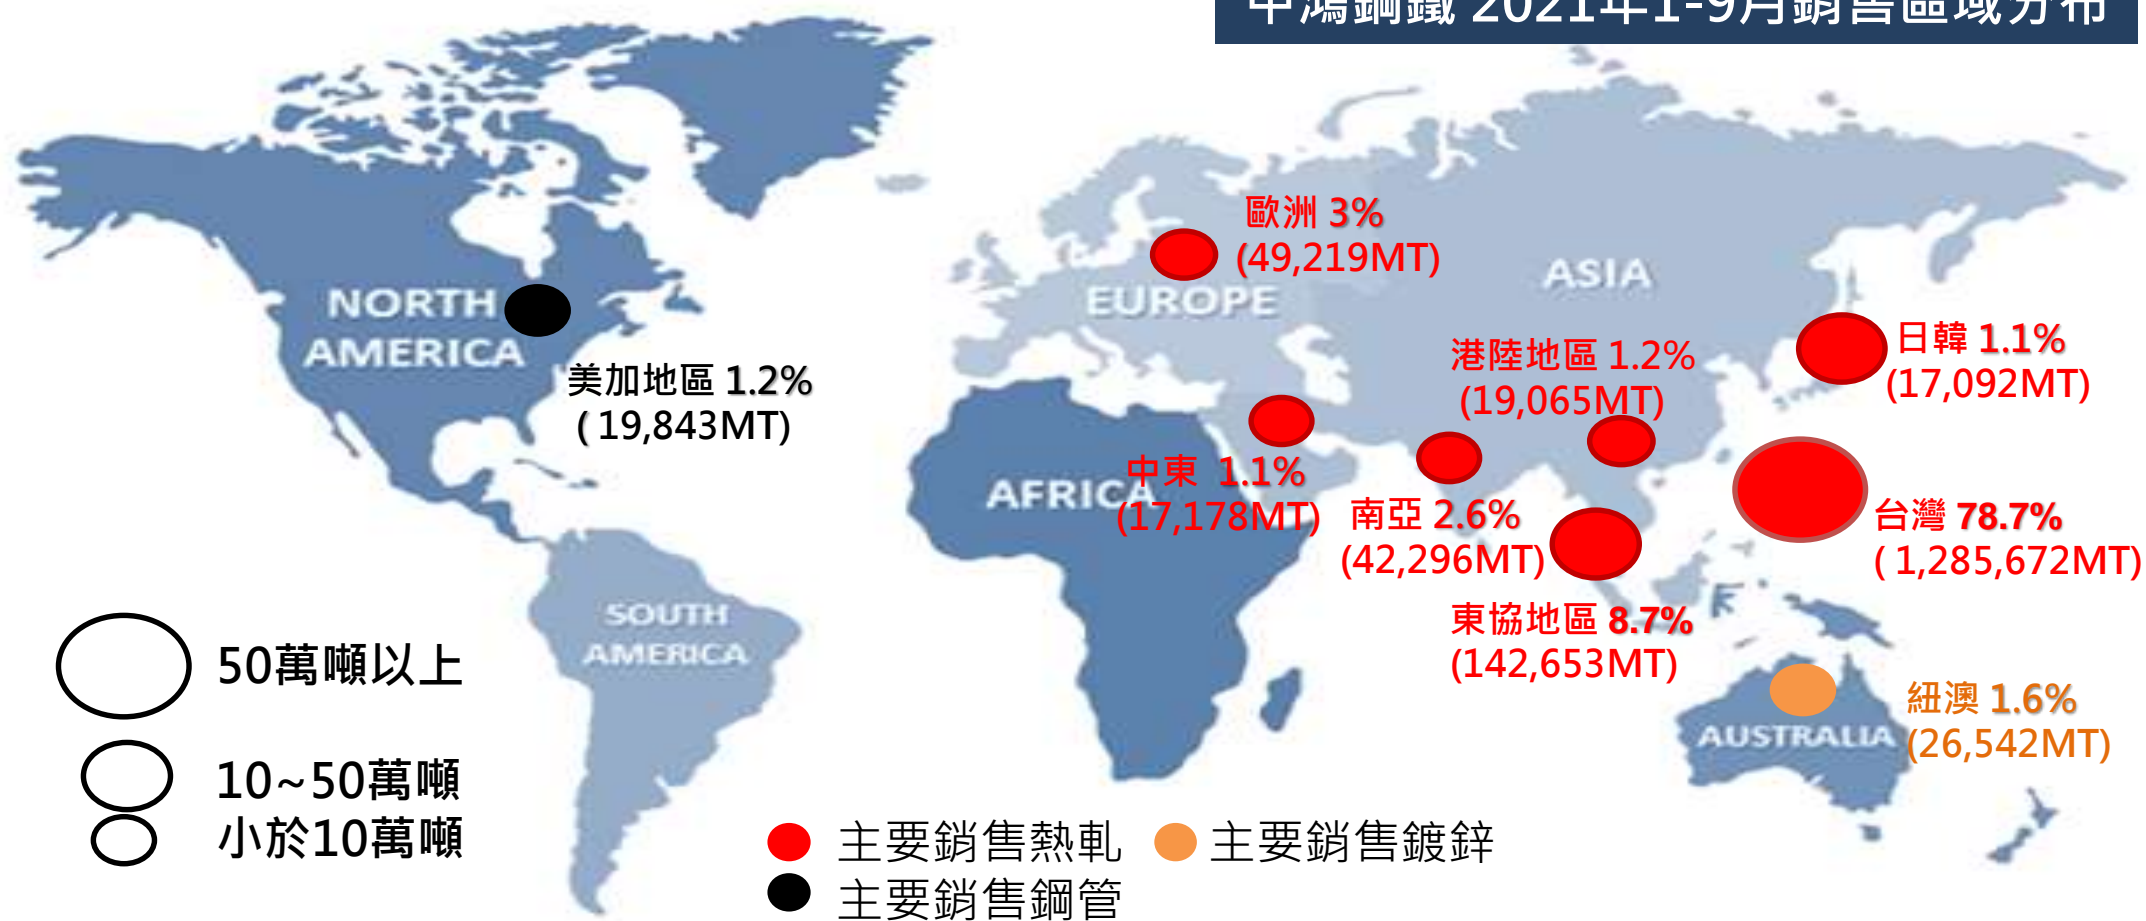 中鴻鋼鐵 2021年1-9月銷售區域分布
歐洲 3%
(49,219MT)
ASIA
NORTH
AMERICA
EUROPE
美加地區 1.2%
( 19,843MT)
港陸地區 1.2%
(19,065MT)
日韓 1.1%
(17,092MT)
中東 1.1%
(17,178MT)
AFRICA
南亞 2.6%
(42,296MT)
台灣 78.7%
( 1,285,672MT)
東協地區 8.7%
(142,653MT)
SOUTH
AMERICA
紐澳 1.6%
(26,542MT)
AUSTRALIA
50萬噸以上
10~50萬噸
小於10萬噸
主要銷售熱軋
主要銷售鍍鋅
主要銷售鋼管